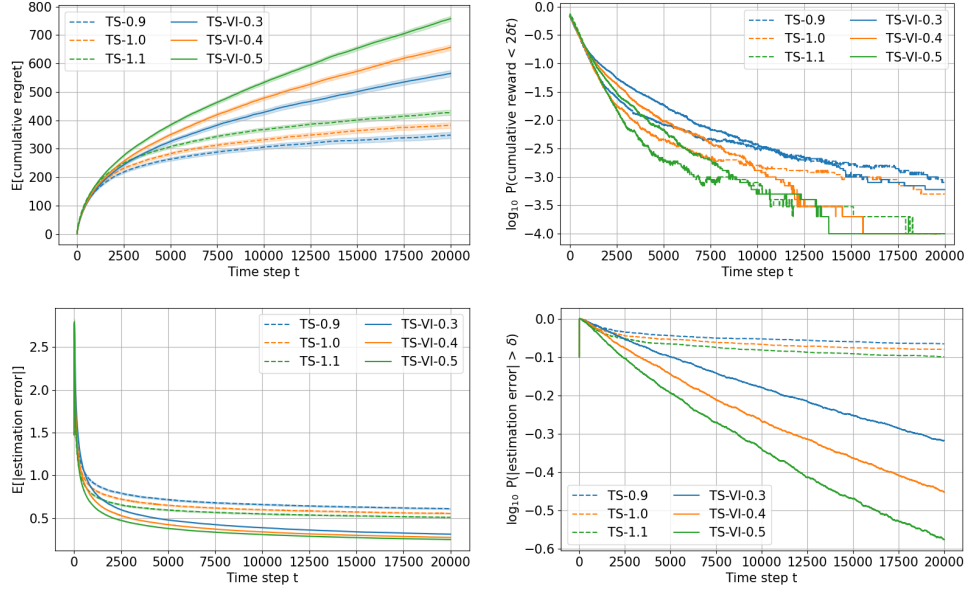 E[cumulative regret]
800
700
600
500
400
300
200
100
0
TS-0.9 TS-VI-0.3
TS-1.0 TS-VI-0.4
TS-1.1 TS-VI-0.5
0 2500 5000 7500 10000 12500 15000 17500 20000
Time step t
log₁₀ P(cumulative reward < 2δt)
0.0
−0.5
−1.0
−1.5
−2.0
−2.5
−3.0
−3.5
−4.0
TS-0.9 TS-VI-0.3
TS-1.0 TS-VI-0.4
TS-1.1 TS-VI-0.5
0 2500 5000 7500 10000 12500 15000 17500 20000
Time step t
E[|estimation error|]
2.5
2.0
1.5
1.0
0.5
TS-0.9 TS-VI-0.3
TS-1.0 TS-VI-0.4
TS-1.1 TS-VI-0.5
0 2500 5000 7500 10000 12500 15000 17500 20000
Time step t
log₁₀ P(|estimation error| > δ)
0.0
−0.1
−0.2
−0.3
−0.4
−0.5
−0.6
TS-0.9 TS-VI-0.3
TS-1.0 TS-VI-0.4
TS-1.1 TS-VI-0.5
0 2500 5000 7500 10000 12500 15000 17500 20000
Time step t